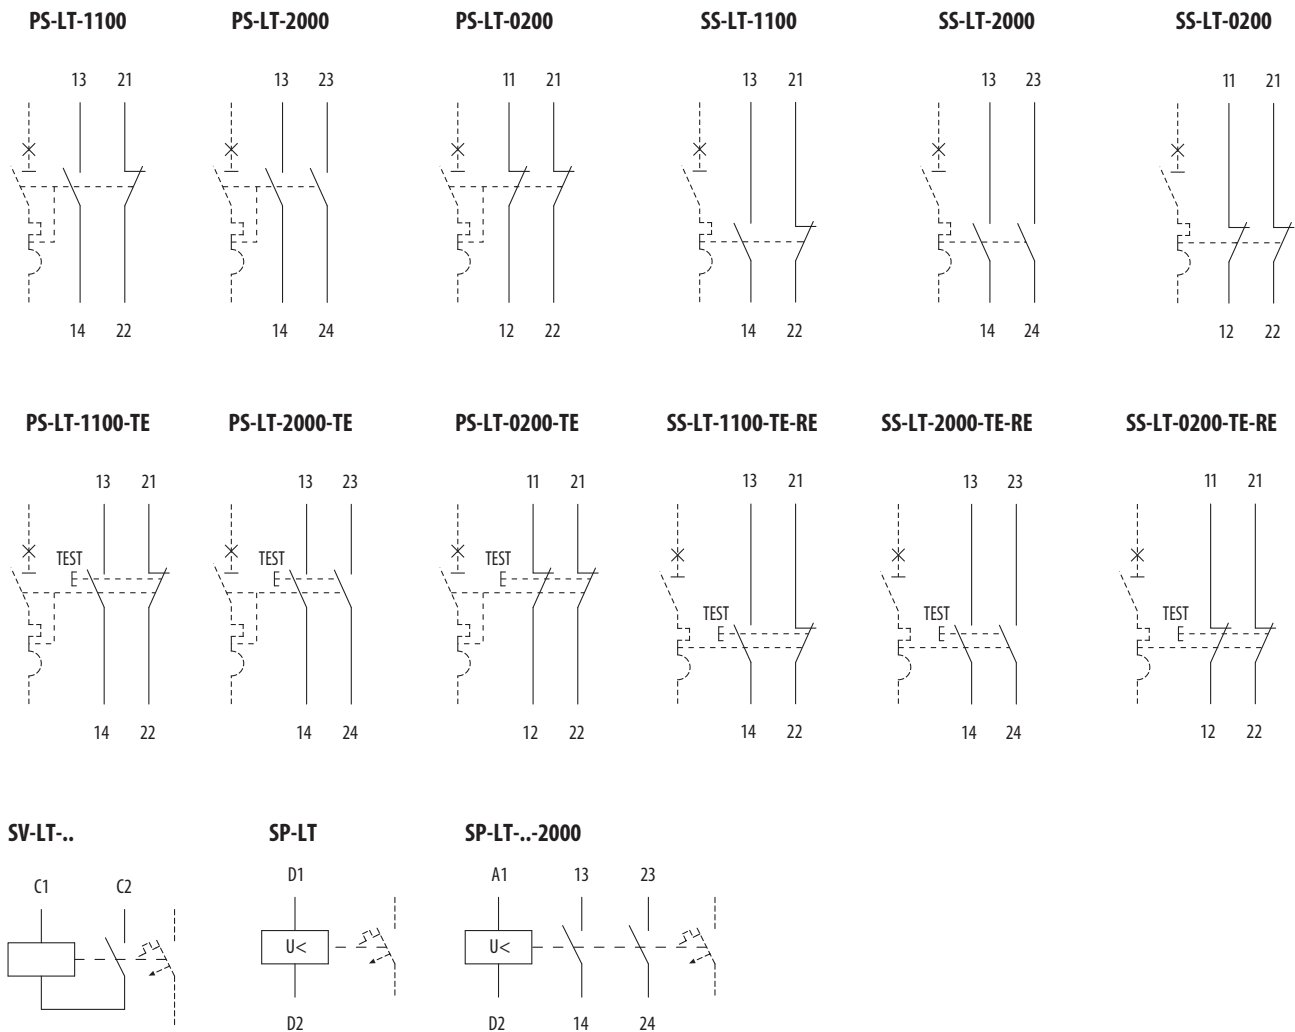 PS-LT-1100 PS-LT-2000 PS-LT-0200 SS-LT-1100 SS-LT-2000 SS-LT-0200
13 21 13 23 11 21 13 21 13 23 11 21
14 22 14 24 12 22 14 22 14 24 12 22
PS-LT-1100-TE PS-LT-2000-TE PS-LT-0200-TE SS-LT-1100-TE-RE SS-LT-2000-TE-RE SS-LT-0200-TE-RE
13 21 13 23 11 21 13 21 13 23 11 21
TEST TEST TEST TEST TEST TEST
14 22 14 24 12 22 14 22 14 24 12 22
SV-LT-.. SP-LT SP-LT-..-2000
C1 C2 D1 A1 13 23
U< U<
D2 D2 14 24